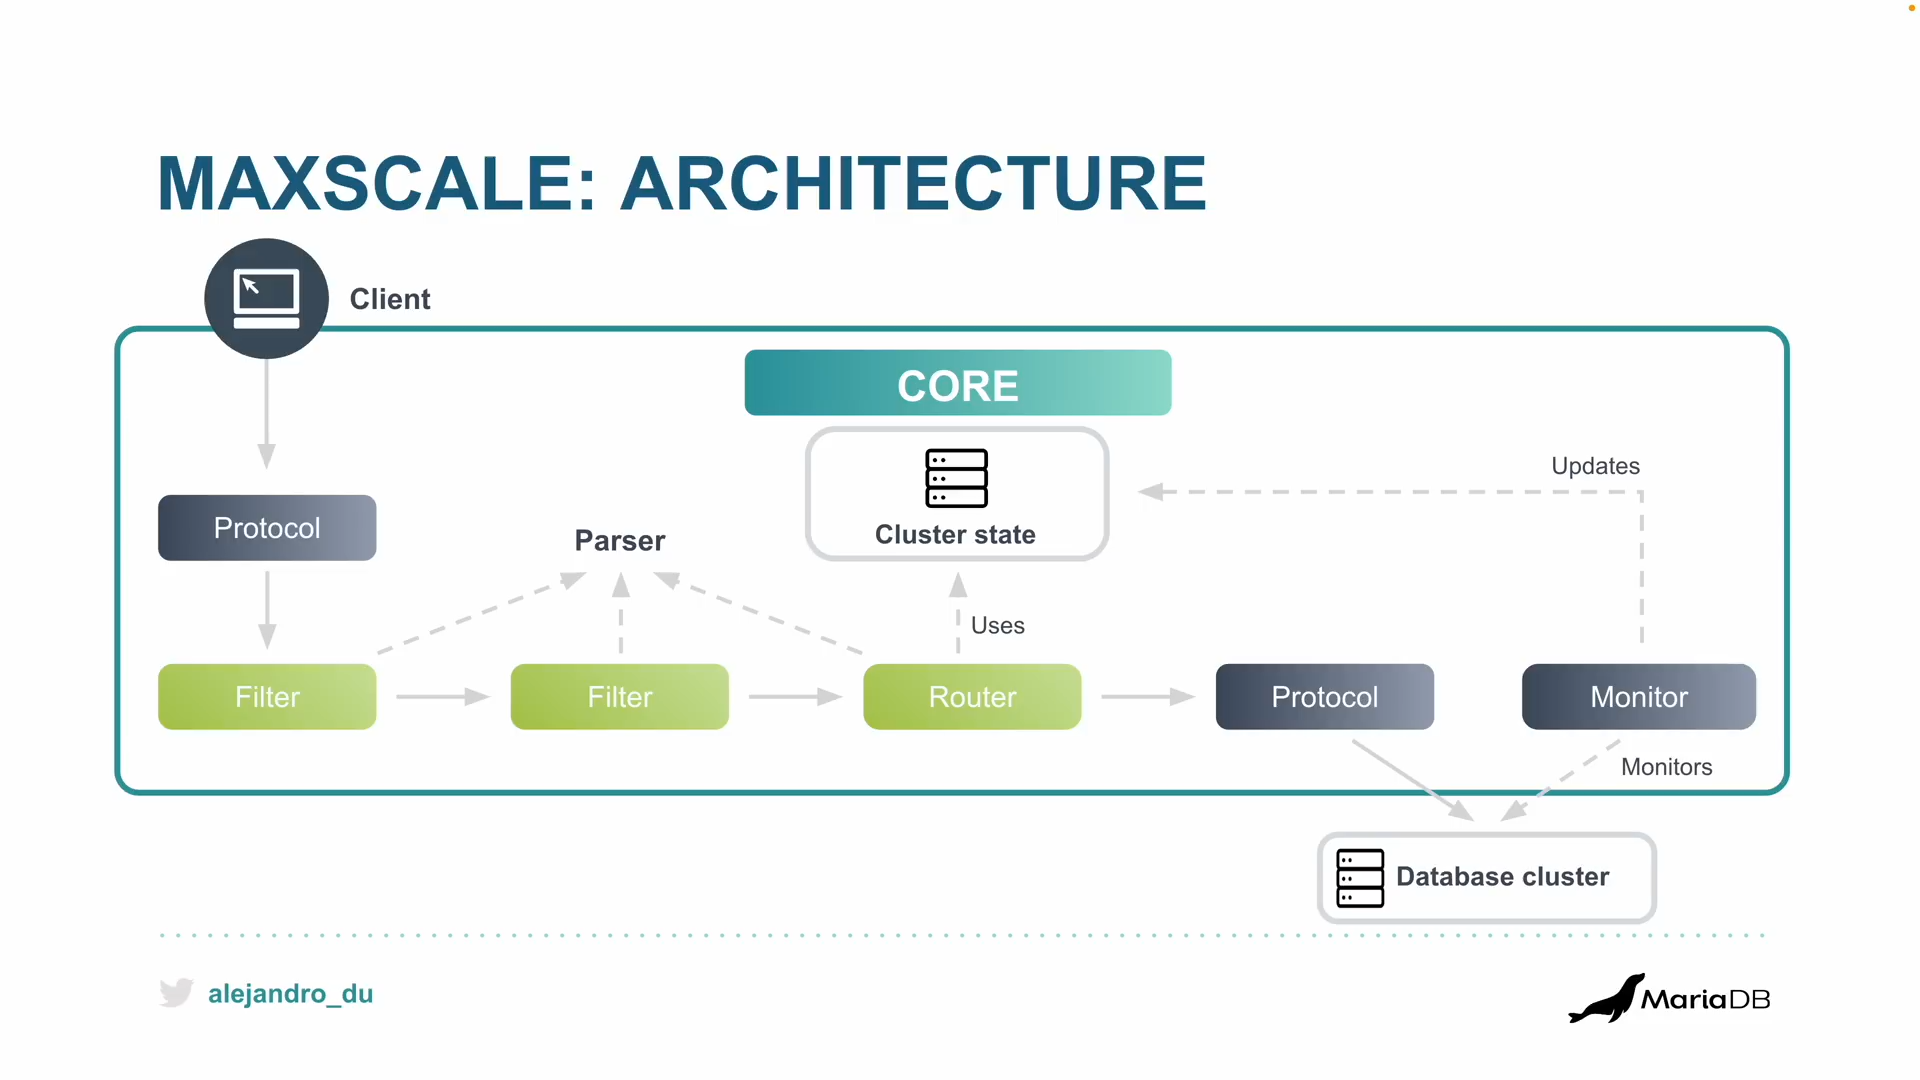 MAXSCALE: ARCHITECTURE
Client
CORE
Cluster state
Updates
Protocol
Parser
Uses
Filter
Filter
Router
Protocol
Monitor
Monitors
Database cluster
alejandro_du
MariaDB